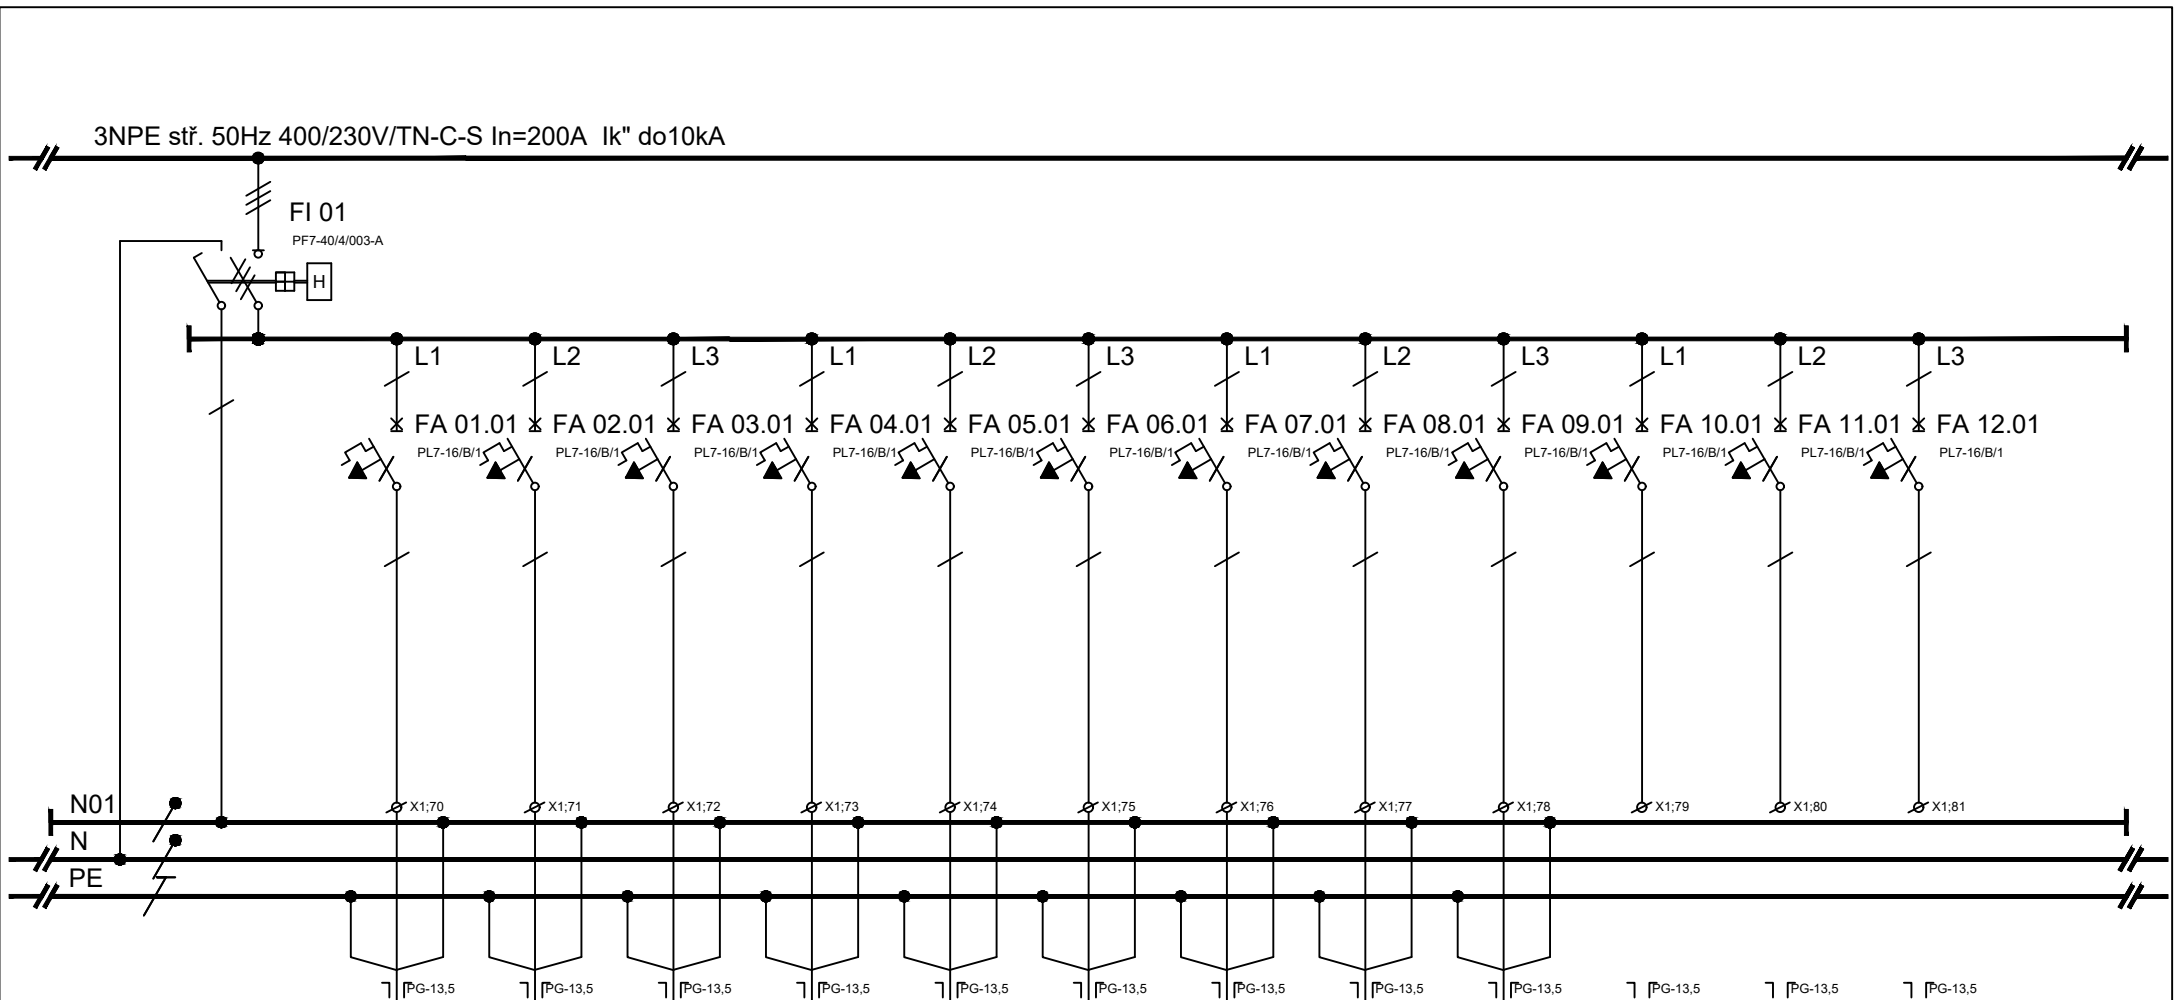 3NPE stř. 50Hz 400/230V/TN-C-S In=200A Ik" do10kA
FI 01
PF7-40/4/003-A
H
L1 L2 L3 L1 L2 L3 L1 L2 L3 L1 L2 L3
FA 01.01 FA 02.01 FA 03.01 FA 04.01 FA 05.01 FA 06.01 FA 07.01 FA 08.01 FA 09.01 FA 10.01 FA 11.01 FA 12.01
PL7-16/B/1 PL7-16/B/1 PL7-16/B/1 PL7-16/B/1 PL7-16/B/1 PL7-16/B/1 PL7-16/B/1 PL7-16/B/1 PL7-16/B/1 PL7-16/B/1 PL7-16/B/1 PL7-16/B/1
N01 X1;70 X1;71 X1;72 X1;73 X1;74 X1;75 X1;76 X1;77 X1;78 X1;79 X1;80 X1;81
N
PE
PG-13,5 PG-13,5 PG-13,5 PG-13,5 PG-13,5 PG-13,5 PG-13,5 PG-13,5 PG-13,5 PG-13,5 PG-13,5 PG-13,5